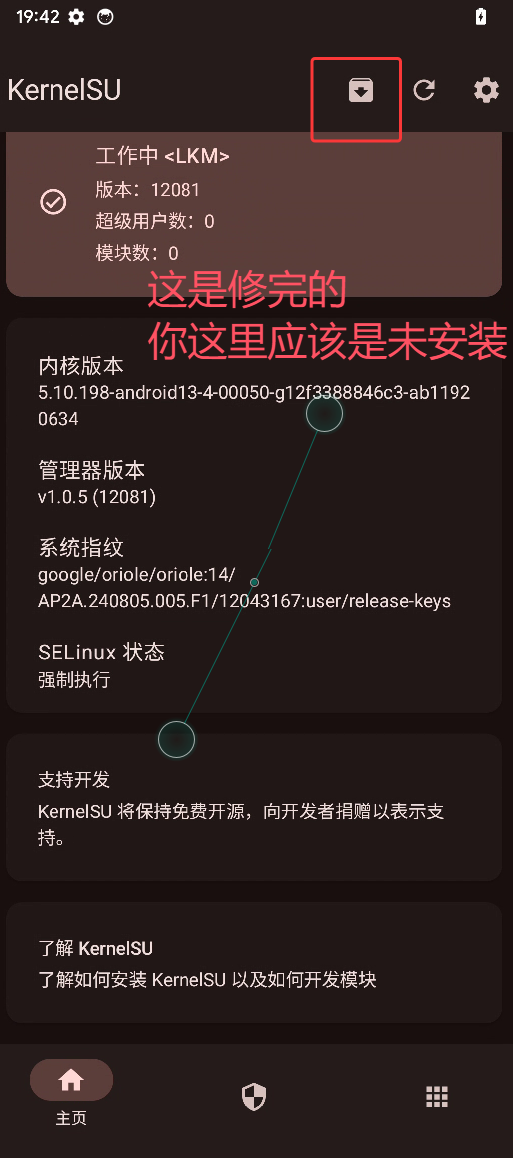 19:42
KernelSU
工作中 <LKM>
版本：12081
超级用户数：0
模块数：0
这是修完的
你这里应该是未安装
内核版本
5.10.198-android13-4-00050-g12f3388846c3-ab1192
0634
管理器版本
v1.0.5 (12081)
系统指纹
google/oriole/oriole:14/
AP2A.240805.005.F1/12043167:user/release-keys
SELinux 状态
强制执行
支持开发
KernelSU 将保持免费开源，向开发者捐赠以表示支
持。
了解 KernelSU
了解如何安装 KernelSU 以及如何开发模块
主页